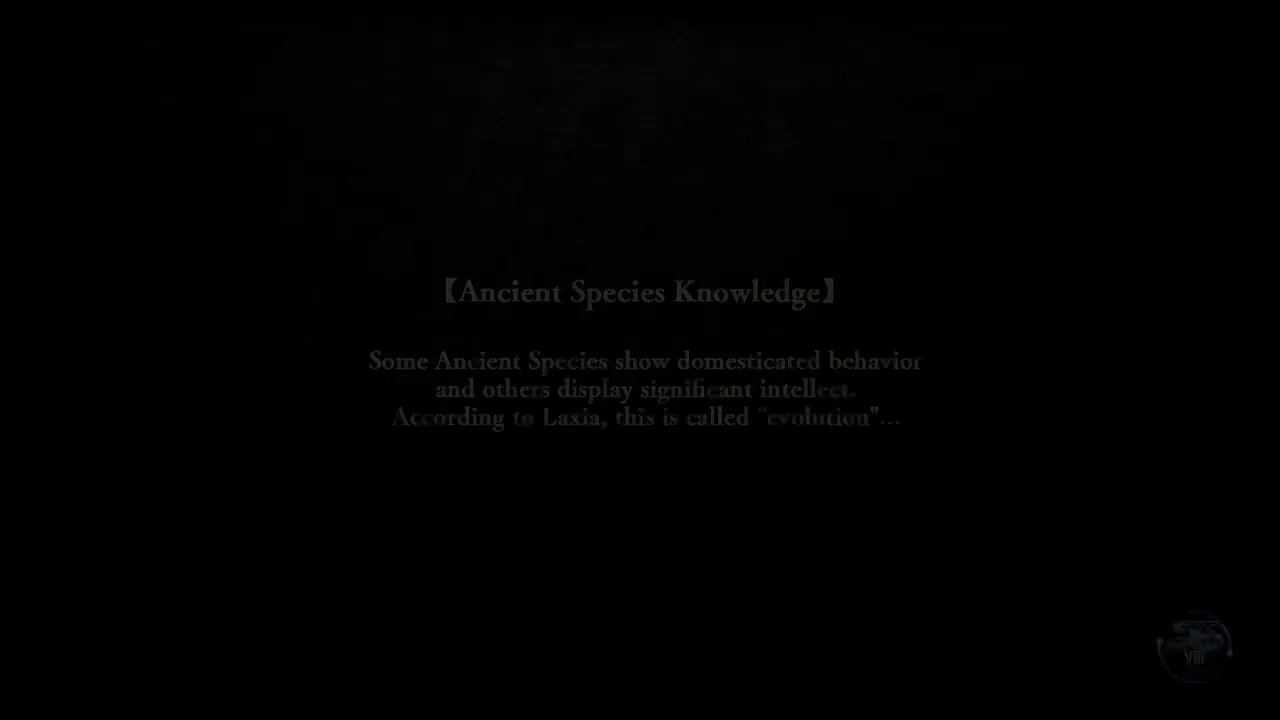 【Ancient Species Knowledge】
Some Ancient Species show domesticated behavior
and others display significant intellect.
According to Laxia, this is called “evolution"...
VIII